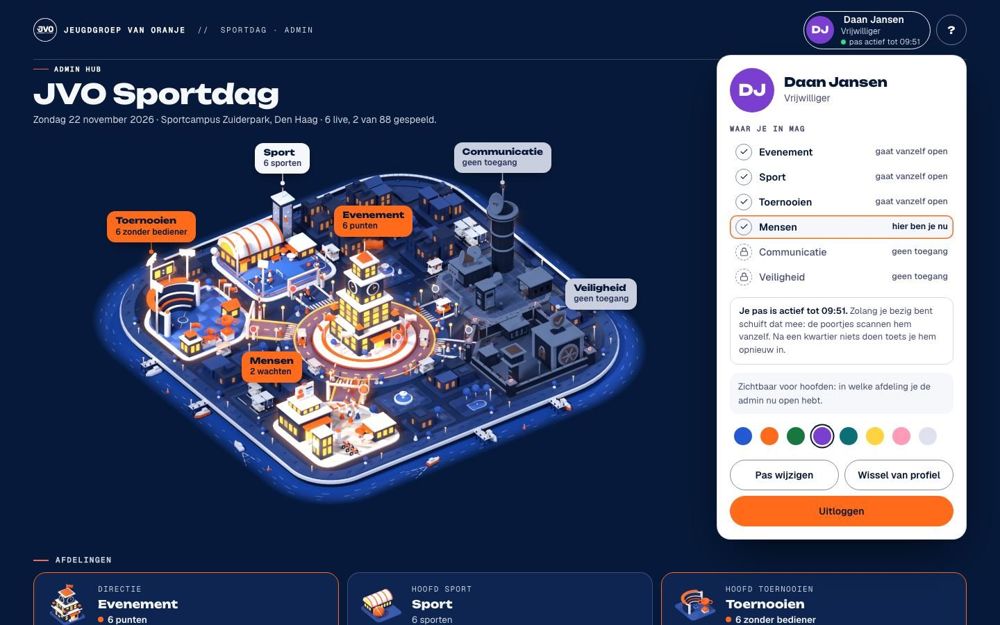 JVO JEUGDGROEP VAN ORANJE // SPORTDAG · ADMIN
DJ
Daan Jansen
Vrijwilliger
pas actief tot 09:51
?
ADMIN HUB
JVO Sportdag
Zondag 22 november 2026 · Sportcampus Zuiderpark, Den Haag · 6 live, 2 van 88 gespeeld.
Sport
6 sporten
Communicatie
geen toegang
Toernooien
6 zonder bediener
Evenement
6 punten
Veiligheid
geen toegang
Mensen
2 wachten
DJ
Daan Jansen
Vrijwilliger
WAAR JE IN MAG
Evenement gaat vanzelf open
Sport gaat vanzelf open
Toernooien gaat vanzelf open
Mensen hier ben je nu
Communicatie geen toegang
Veiligheid geen toegang
Je pas is actief tot 09:51. Zolang je bezig bent
schuift dat mee: de poortjes scannen hem
vanzelf. Na een kwartier niets doen toets je hem
opnieuw in.
Zichtbaar voor hoofden: in welke afdeling je de
admin nu open hebt.
Pas wijzigen
Wissel van profiel
Uitloggen
AFDELINGEN
DIRECTIE
Evenement
6 punten
HOOFD SPORT
Sport
6 sporten
HOOFD TOERNOOIEN
Toernooien
6 zonder bediener